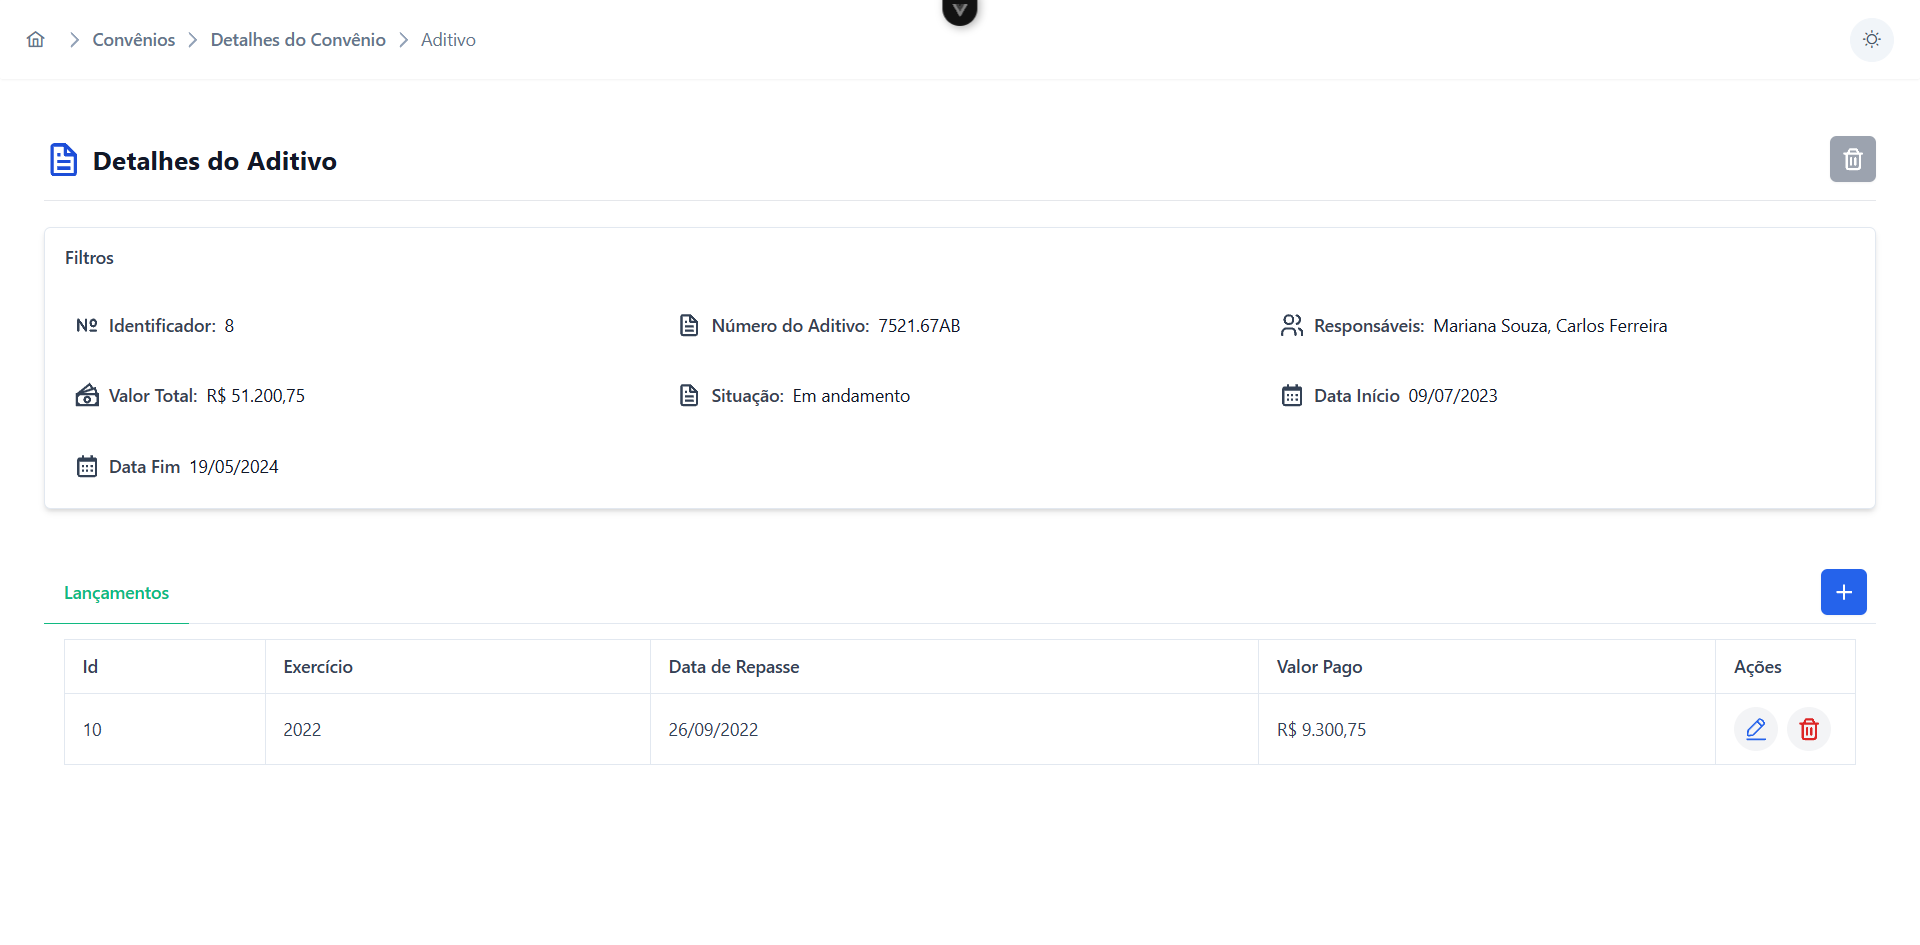 Convênios Detalhes do Convênio Aditivo
Detalhes do Aditivo
Filtros
Nº Identificador: 8 Número do Aditivo: 7521.67AB Responsáveis: Mariana Souza, Carlos Ferreira
Valor Total: R$ 51.200,75 Situação: Em andamento Data Início 09/07/2023
Data Fim 19/05/2024
Lançamentos
Id Exercício Data de Repasse Valor Pago Ações
10 2022 26/09/2022 R$ 9.300,75